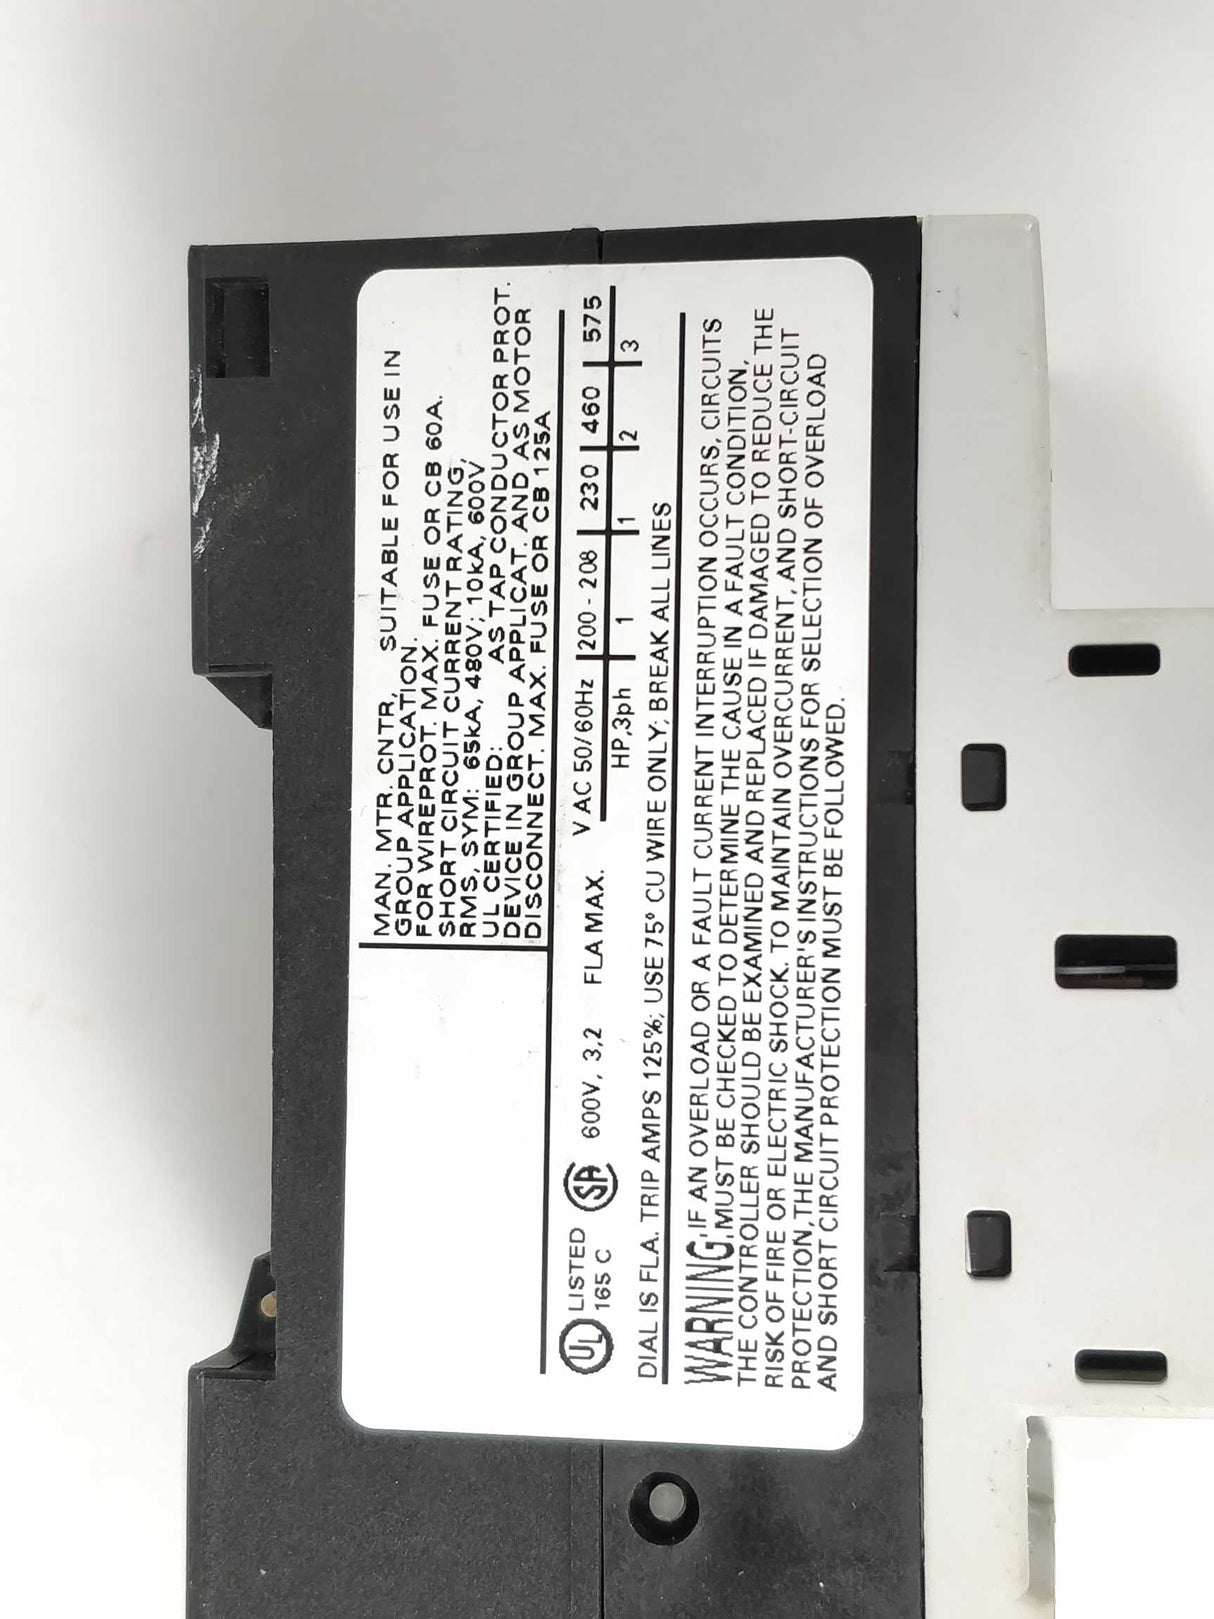 MAN. MTR. CNTR, SUITABLE FOR USE IN
GROUP APPLICATION.
FOR WIREPROT. MAX. FUSE OR CB 60A.
SHORT CIRCUIT CURRENT RATING,
RMS, SYM: 65kA, 480V; 10kA, 600V
UL CERTIFIED: AS TAP CONDUCTOR PROT.
DEVICE IN GROUP APPLICAT. AND AS MOTOR
DISCONNECT. MAX. FUSE OR CB 125A
UL LISTED 165 C SA 600V, 3,2 FLA MAX.
V AC 50/60Hz 200 - 208 230 460 575
HP,3ph 1 1 2 3
DIAL IS FLA. TRIP AMPS 125%; USE 75° CU WIRE ONLY; BREAK ALL LINES
WARNING, IF AN OVERLOAD OR A FAULT CURRENT INTERRUPTION OCCURS, CIRCUITS
MUST BE CHECKED TO DETERMINE THE CAUSE IN A FAULT CONDITION,
THE CONTROLLER SHOULD BE EXAMINED AND REPLACED IF DAMAGED TO REDUCE THE
RISK OF FIRE OR ELECTRIC SHOCK. TO MAINTAIN OVERCURRENT, AND SHORT-CIRCUIT
PROTECTION, THE MANUFACTURER'S INSTRUCTIONS FOR SELECTION OF OVERLOAD
AND SHORT CIRCUIT PROTECTION MUST BE FOLLOWED.